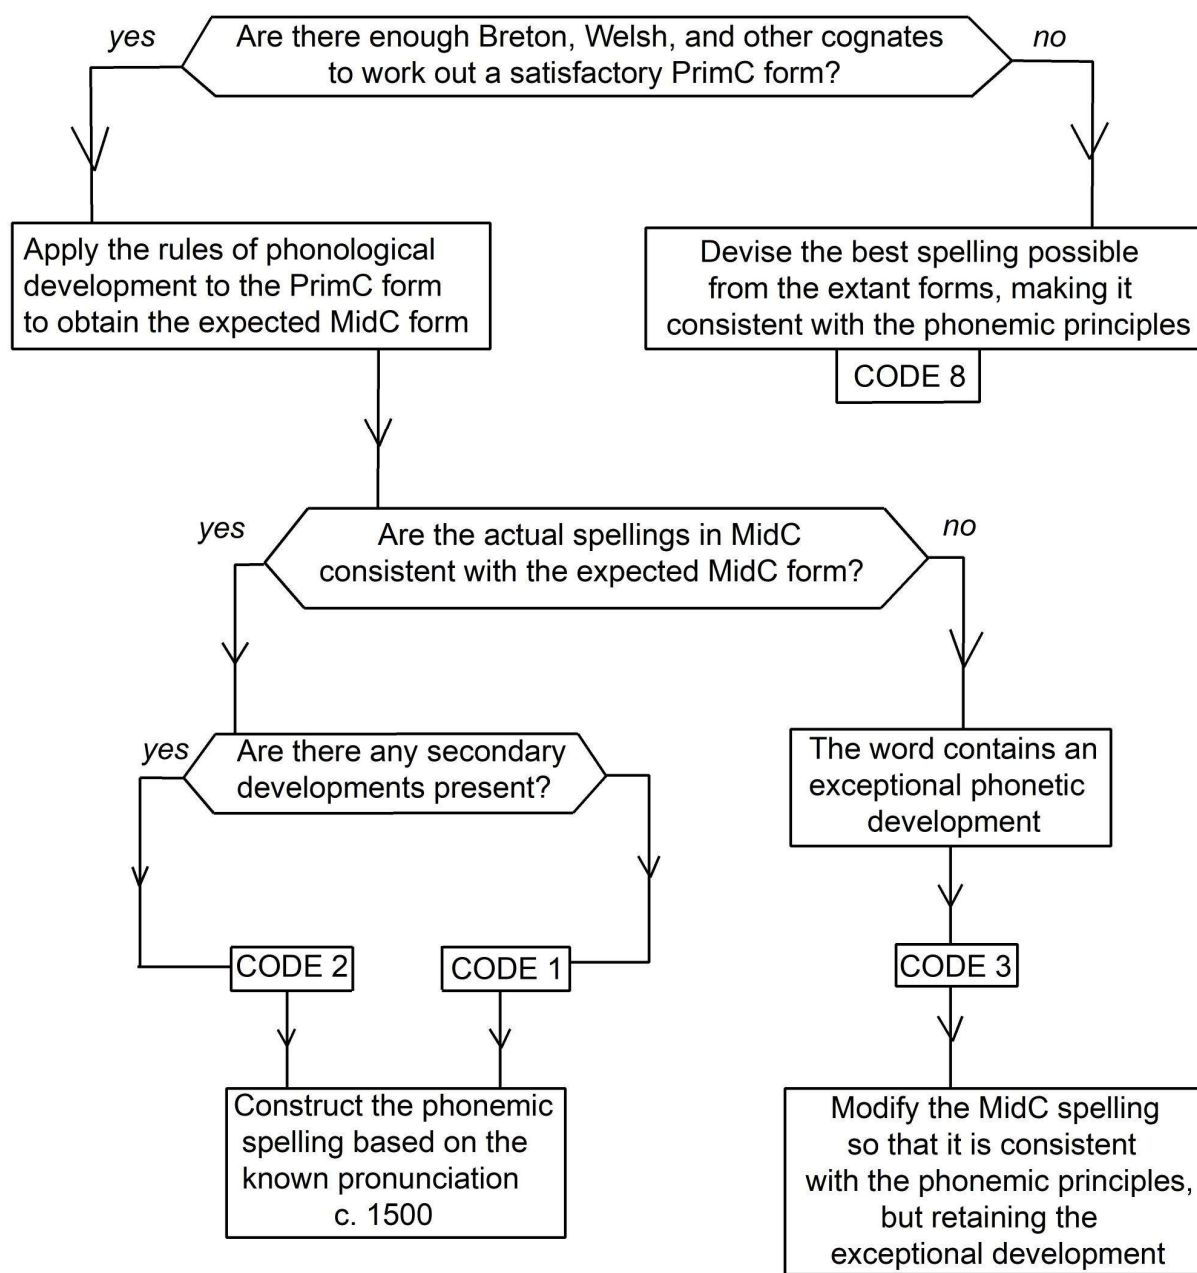 yes
Are there enough Breton, Welsh, and other cognates
to work out a satisfactory PrimC form?
no
Apply the rules of phonological
development to the PrimC form
to obtain the expected MidC form
Devise the best spelling possible
from the extant forms, making it
consistent with the phonemic principles
CODE 8
yes
Are the actual spellings in MidC
consistent with the expected MidC form?
no
yes
Are there any secondary
developments present?
The word contains an
exceptional phonetic
development
CODE 2
CODE 1
CODE 3
Construct the phonemic
spelling based on the
known pronunciation
c. 1500
Modify the MidC spelling
so that it is consistent
with the phonemic principles,
but retaining the
exceptional development